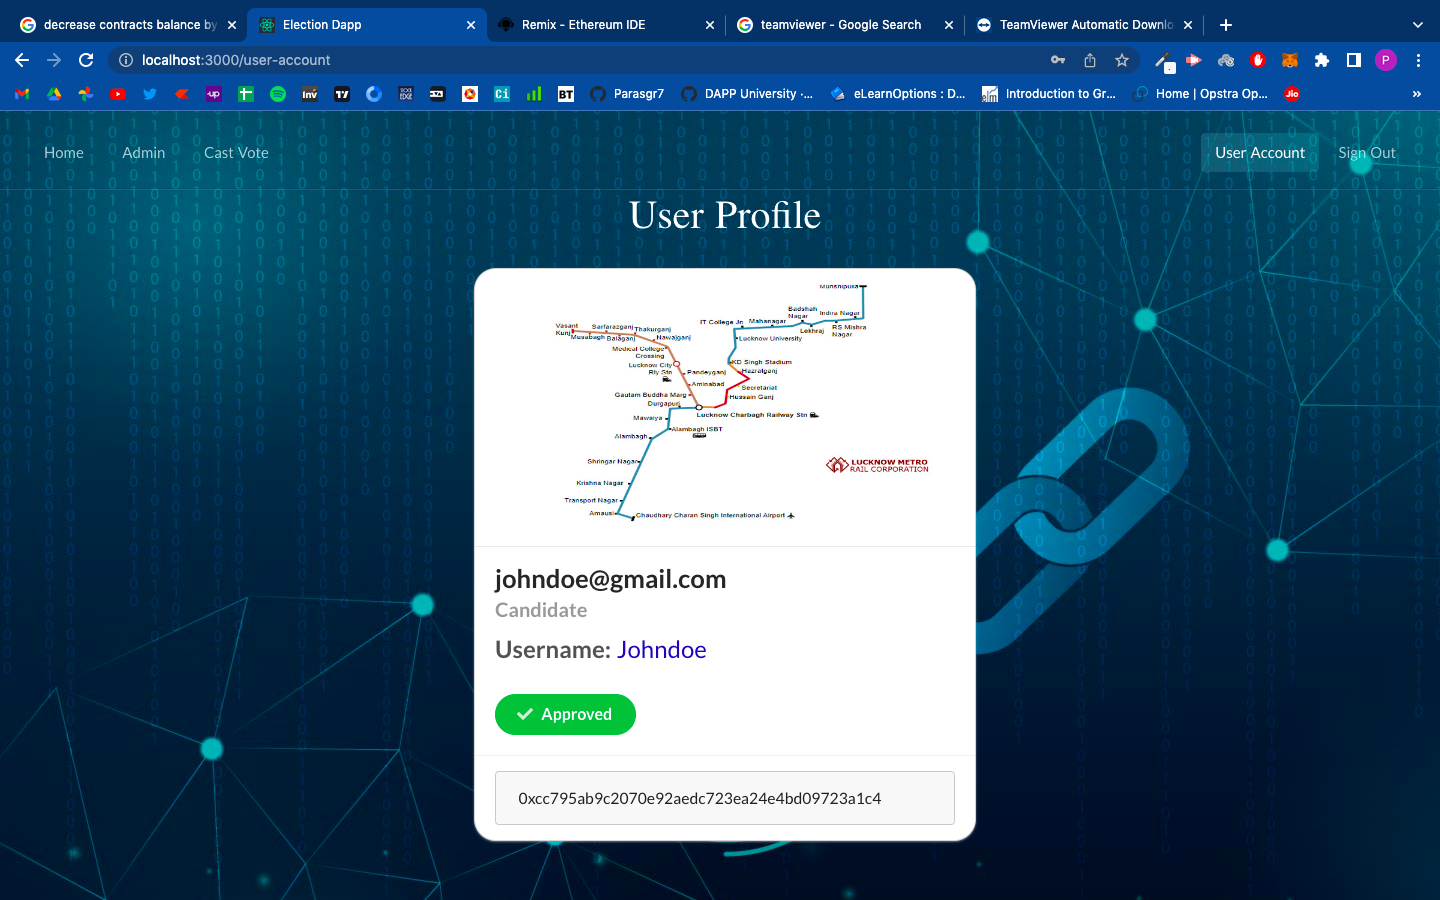 decrease contracts balance by
Election Dapp
Remix - Ethereum IDE
teamviewer - Google Search
TeamViewer Automatic Downlo
localhost:3000/user-account
P
up
inv
BT
Parasgr7
DAPP University ·...
eLearnOptions : D...
elm
Introduction to Gr...
Home | Opstra Op...
Jio
»
Home
Admin
Cast Vote
User Account
Sign Out
User Profile
Munshipulia
Badshah
Nagar
Indira Nagar
IT College Jn
Mahanagar
Lekhraj
RS Mishra
Nagar
Vasant
Kunj
Sarfarazganj
Thakurganj
Musabagh
Balaganj
Nawajganj
Lucknow University
Medical College
Crossing
Lucknow City
Rly Stn
KD Singh Stadium
Hazratganj
Pandeyganj
Aminabad
Secretariat
Gautam Buddha Marg
Hussain Ganj
Durgapuri
Lucknow Charbagh Railway Stn
Mawaiya
Alambagh ISBT
Alambagh
Shringar Nagar
LUCKNOW METRO
RAIL CORPORATION
Krishna Nagar
Transport Nagar
Amausi
Chaudhary Charan Singh International Airport
johndoe@gmail.com
Candidate
Username: Johndoe
Approved
0xcc795ab9c2070e92aedc723ea24e4bd09723a1c4